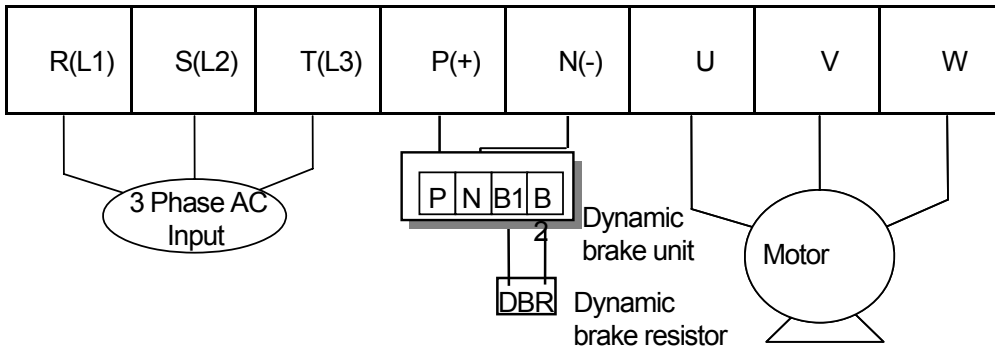 R(L1) S(L2) T(L3) P(+) N(-) U V W
3 Phase AC
Input
P N B1 B
2
Dynamic
brake unit
Motor
DBR
Dynamic
brake resistor